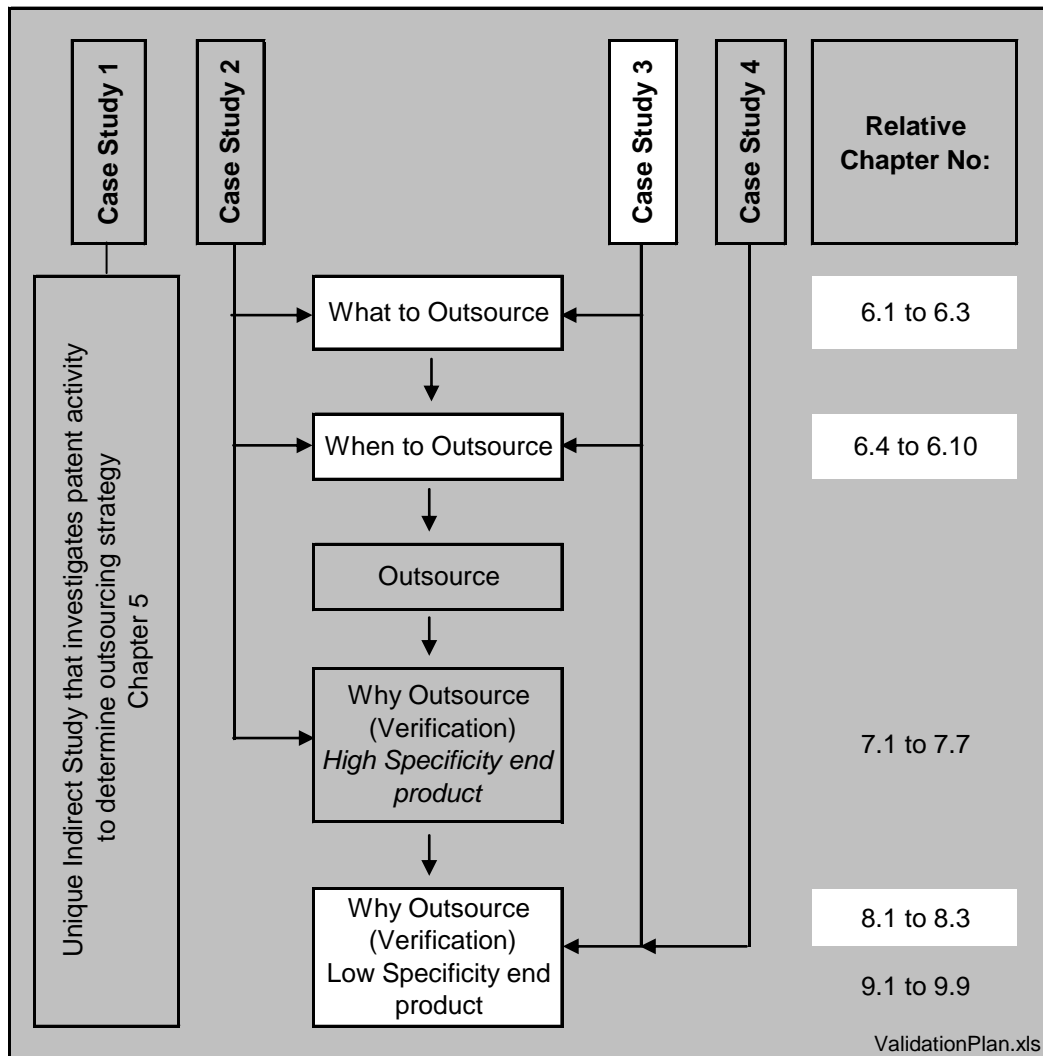 Case Study 1
Case Study 2
Case Study 3
Case Study 4
Relative
Chapter No:
Unique Indirect Study that investigates patent activity
to determine outsourcing strategy
Chapter 5
What to Outsource
6.1 to 6.3
When to Outsource
6.4 to 6.10
Outsource
Why Outsource
(Verification)
High Specificity end
product
7.1 to 7.7
Why Outsource
(Verification)
Low Specificity end
product
8.1 to 8.3
9.1 to 9.9
ValidationPlan.xls